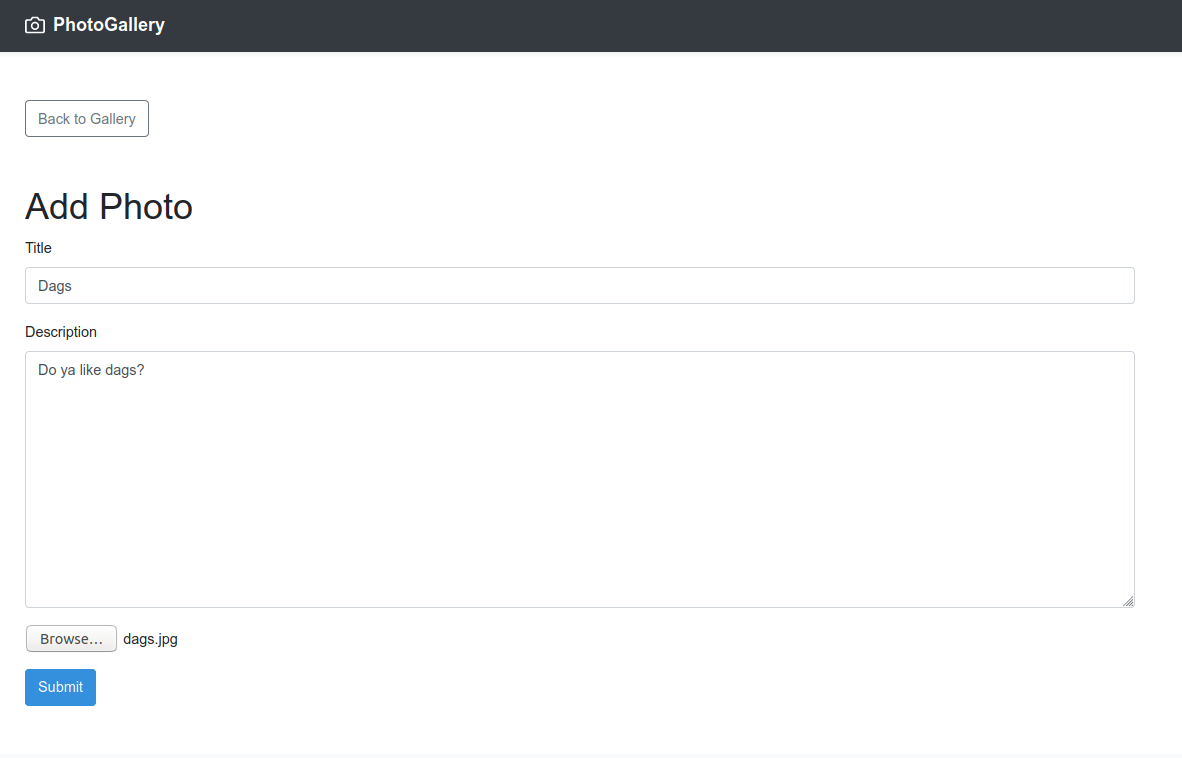 PhotoGallery
Back to Gallery
Add Photo
Title
Dags
Description
Do ya like dags?
Browse... dags.jpg
Submit